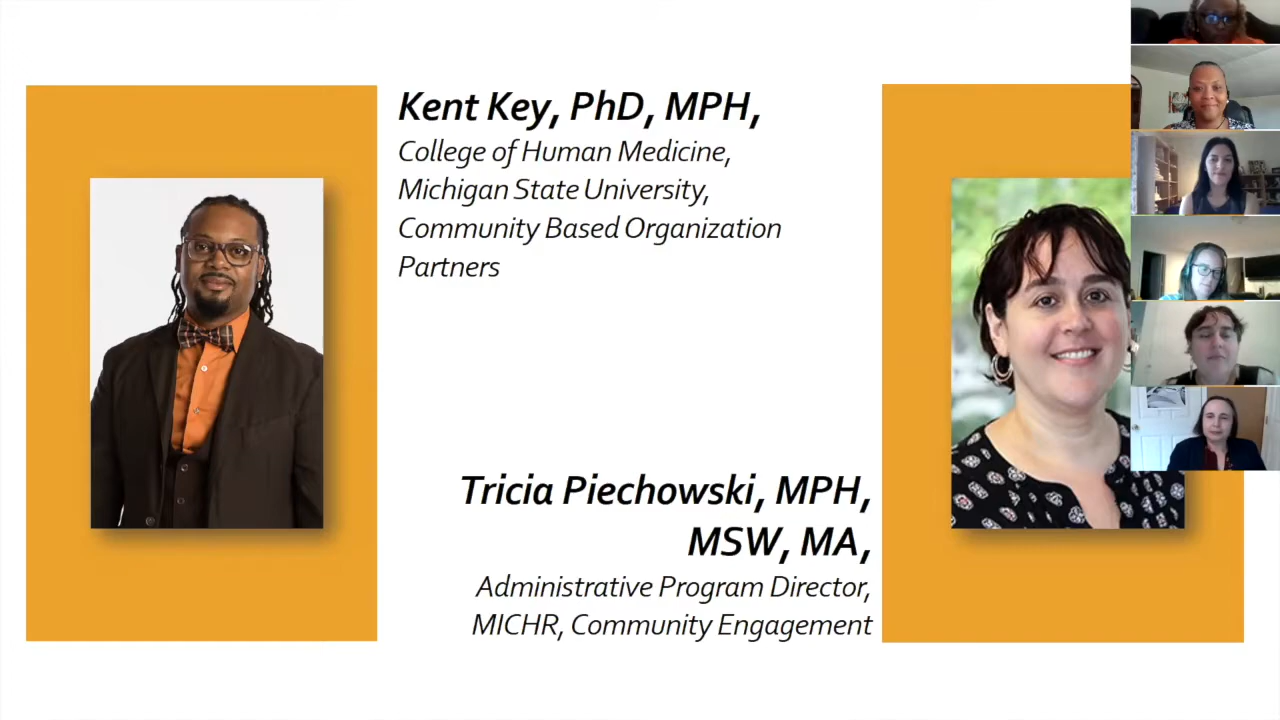 Kent Key, PhD, MPH,
College of Human Medicine,
Michigan State University,
Community Based Organization
Partners
Tricia Piechowski, MPH,
MSW, MA,
Administrative Program Director,
MICHR, Community Engagement